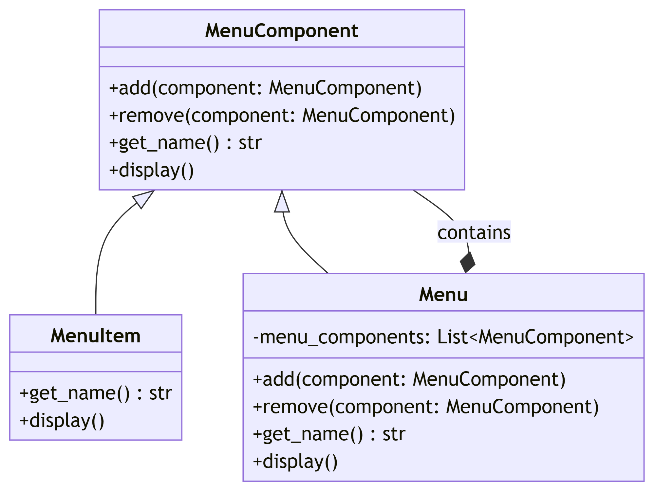 MenuComponent
+add(component: MenuComponent)
+remove(component: MenuComponent)
+get_name() : str
+display()
contains
MenuItem
+get_name() : str
+display()
Menu
-menu_components: List<MenuComponent>
+add(component: MenuComponent)
+remove(component: MenuComponent)
+get_name() : str
+display()